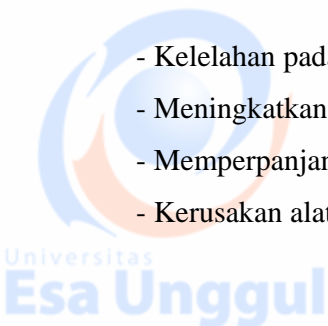 - Kelelahan pada
- Meningkatkan
- Memperpanjan
- Kerusakan alat
Universitas
Esa Unggul